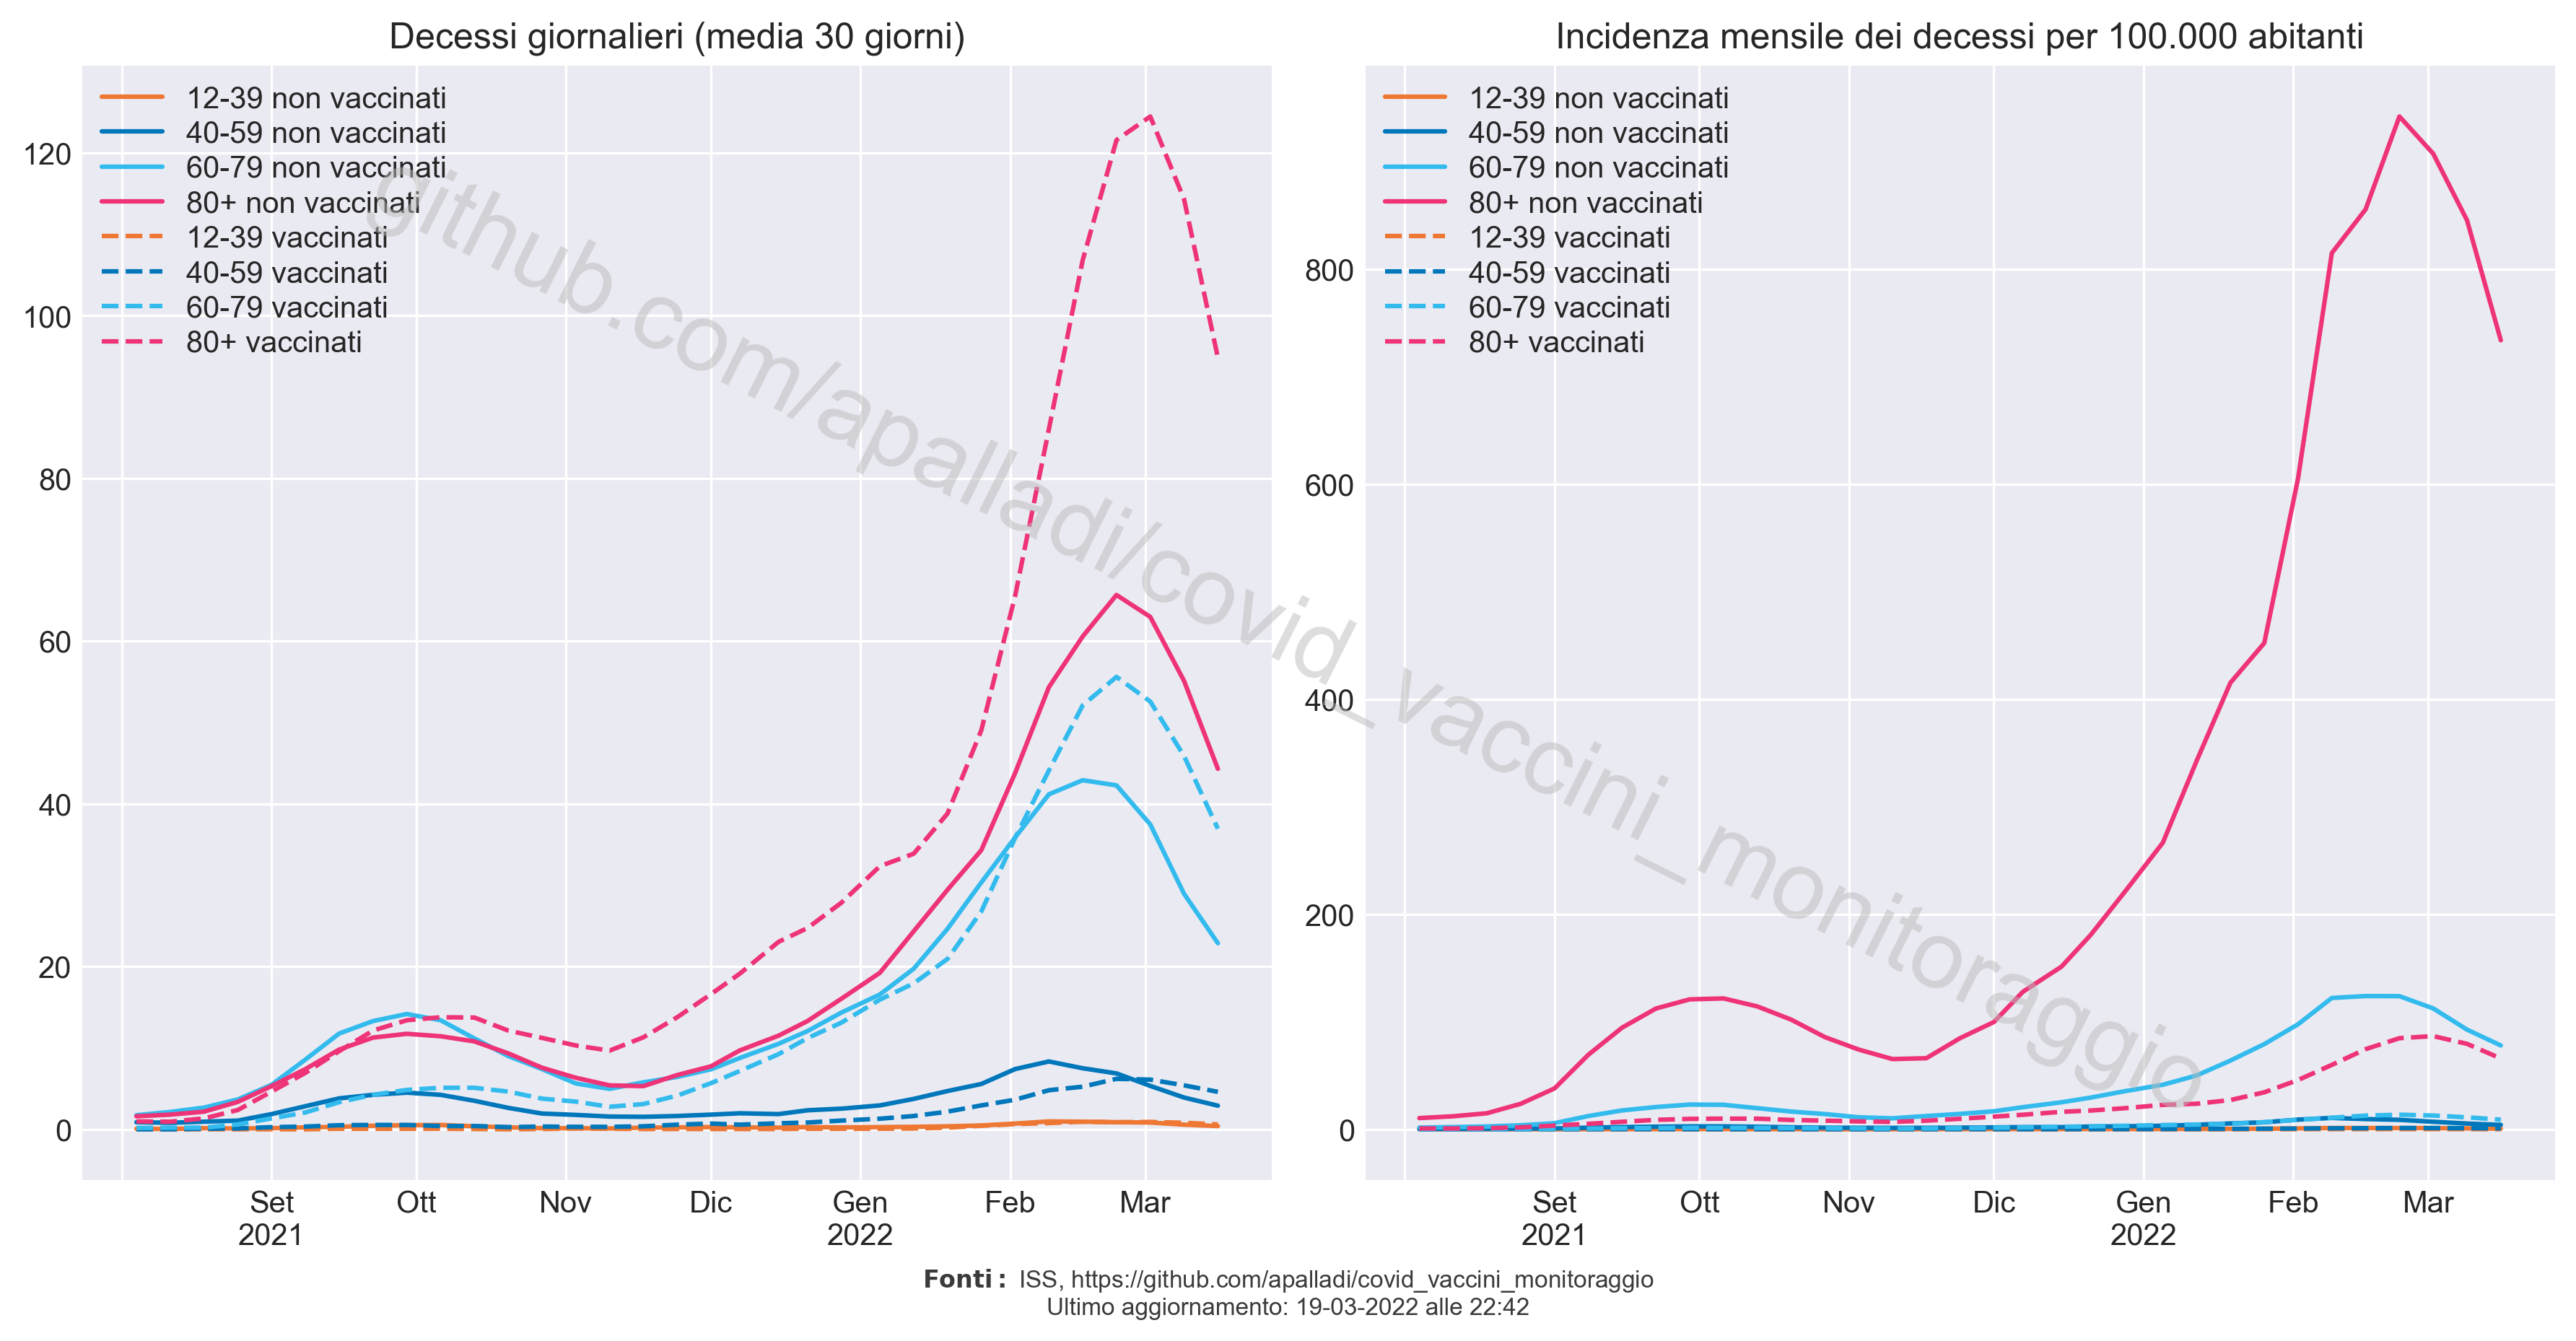 Decessi giornalieri (media 30 giorni)
12-39 non vaccinati
40-59 non vaccinati
60-79 non vaccinati
80+ non vaccinati
12-39 vaccinati
40-59 vaccinati
60-79 vaccinati
80+ vaccinati
120
100
80
60
40
20
0
Set
2021
Ott
Nov
Dic
Gen
2022
Feb
Mar
Incidenza mensile dei decessi per 100.000 abitanti
12-39 non vaccinati
40-59 non vaccinati
60-79 non vaccinati
80+ non vaccinati
12-39 vaccinati
40-59 vaccinati
60-79 vaccinati
80+ vaccinati
800
600
400
200
0
Set
2021
Ott
Nov
Dic
Gen
2022
Feb
Mar
github.com/apalladi/covid_vaccini_monitoraggio
Fonti: ISS, https://github.com/apalladi/covid_vaccini_monitoraggio
Ultimo aggiornamento: 19-03-2022 alle 22:42